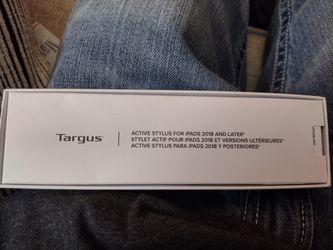 Targus
ACTIVE STYLUS FOR iPADS 2018 AND LATER*
STYLET ACTIF POUR iPADS 2018 ET VERSIONS ULTÉRIEURES*
ACTIVE STYLUS PARA iPADS 2018 Y POSTERIORES*